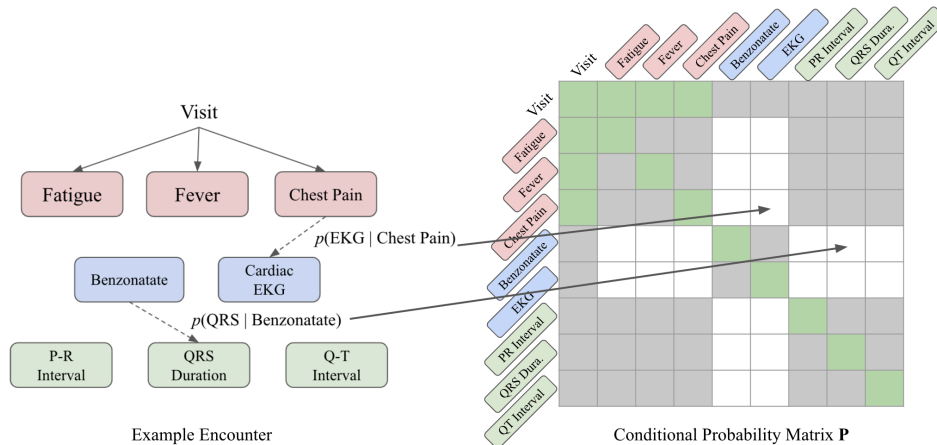 Visit
Fatigue
Fever
Chest Pain
p(EKG | Chest Pain)
Benzonatate
Cardiac
EKG
p(QRS | Benzonatate)
P-R
Interval
QRS
Duration
Q-T
Interval
Example Encounter
Visit
Fatigue
Fever
Chest Pain
Benzonatate
EKG
PR Interval
QRS Dura.
QT Interval
Visit
Fatigue
Fever
Chest Pain
Benzonatate
EKG
PR Interval
QRS Dura.
QT Interval
Conditional Probability Matrix P